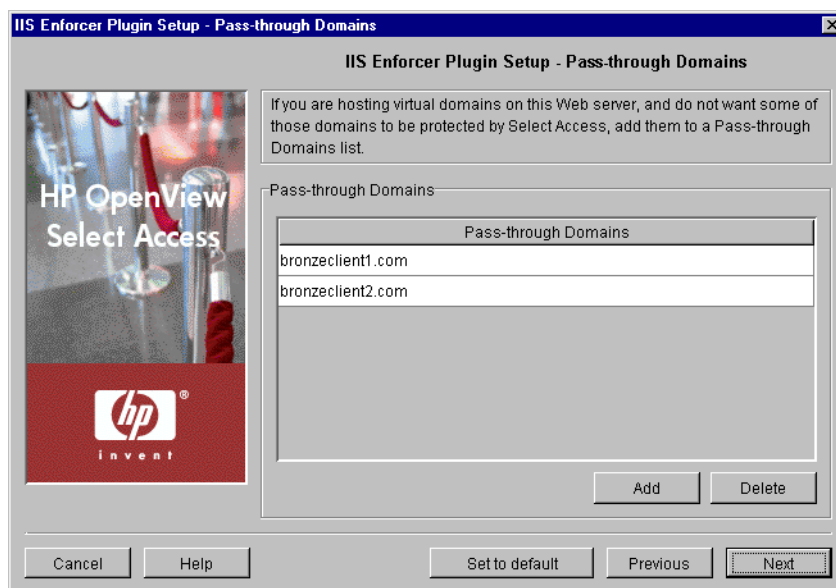 IIS Enforcer Plugin Setup - Pass-through Domains
IIS Enforcer Plugin Setup - Pass-through Domains
If you are hosting virtual domains on this Web server, and do not want some of
those domains to be protected by Select Access, add them to a Pass-through
Domains list.
HP OpenView
Select Access
hp
®
invent
Pass-through Domains
Pass-through Domains
bronzeclient1.com
bronzeclient2.com
Add
Delete
Cancel
Help
Set to default
Previous
Next